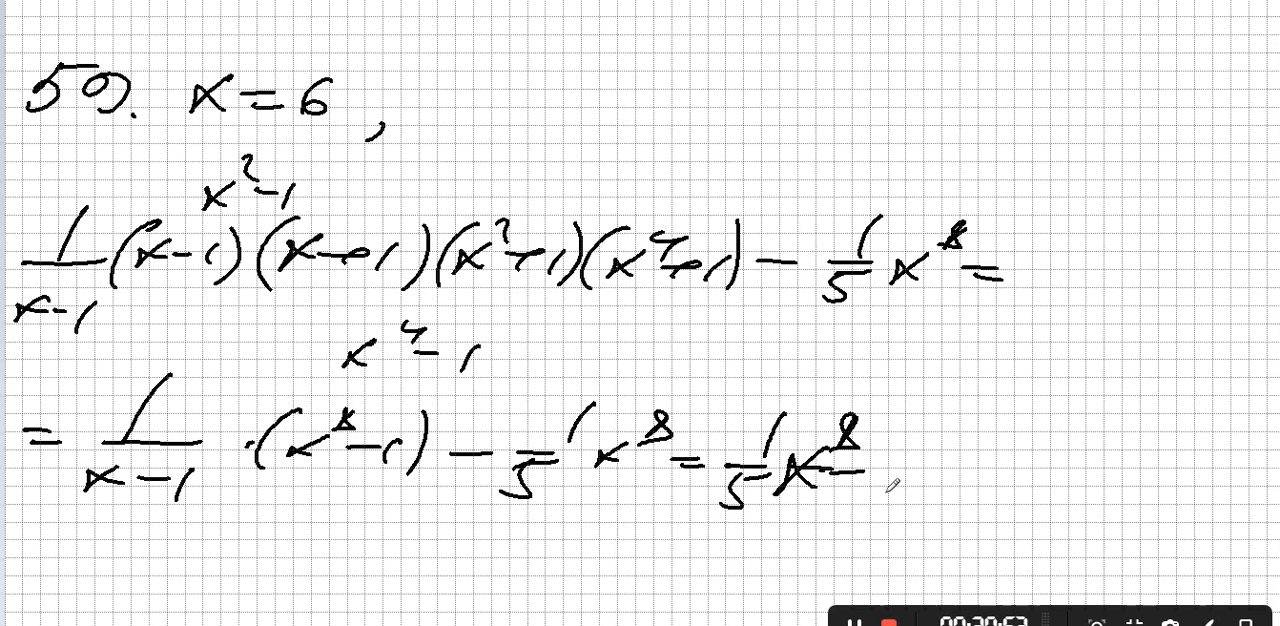 59. x = 6,
x² - 1
1/(x-1) (x-1)(x+1)(x²+1)(x⁴+1) - 1/5 x⁸ =
x⁴ - 1
= 1/(x-1) · (x⁸-1) - 1/5 x⁸ = 1/5 x⁸ -